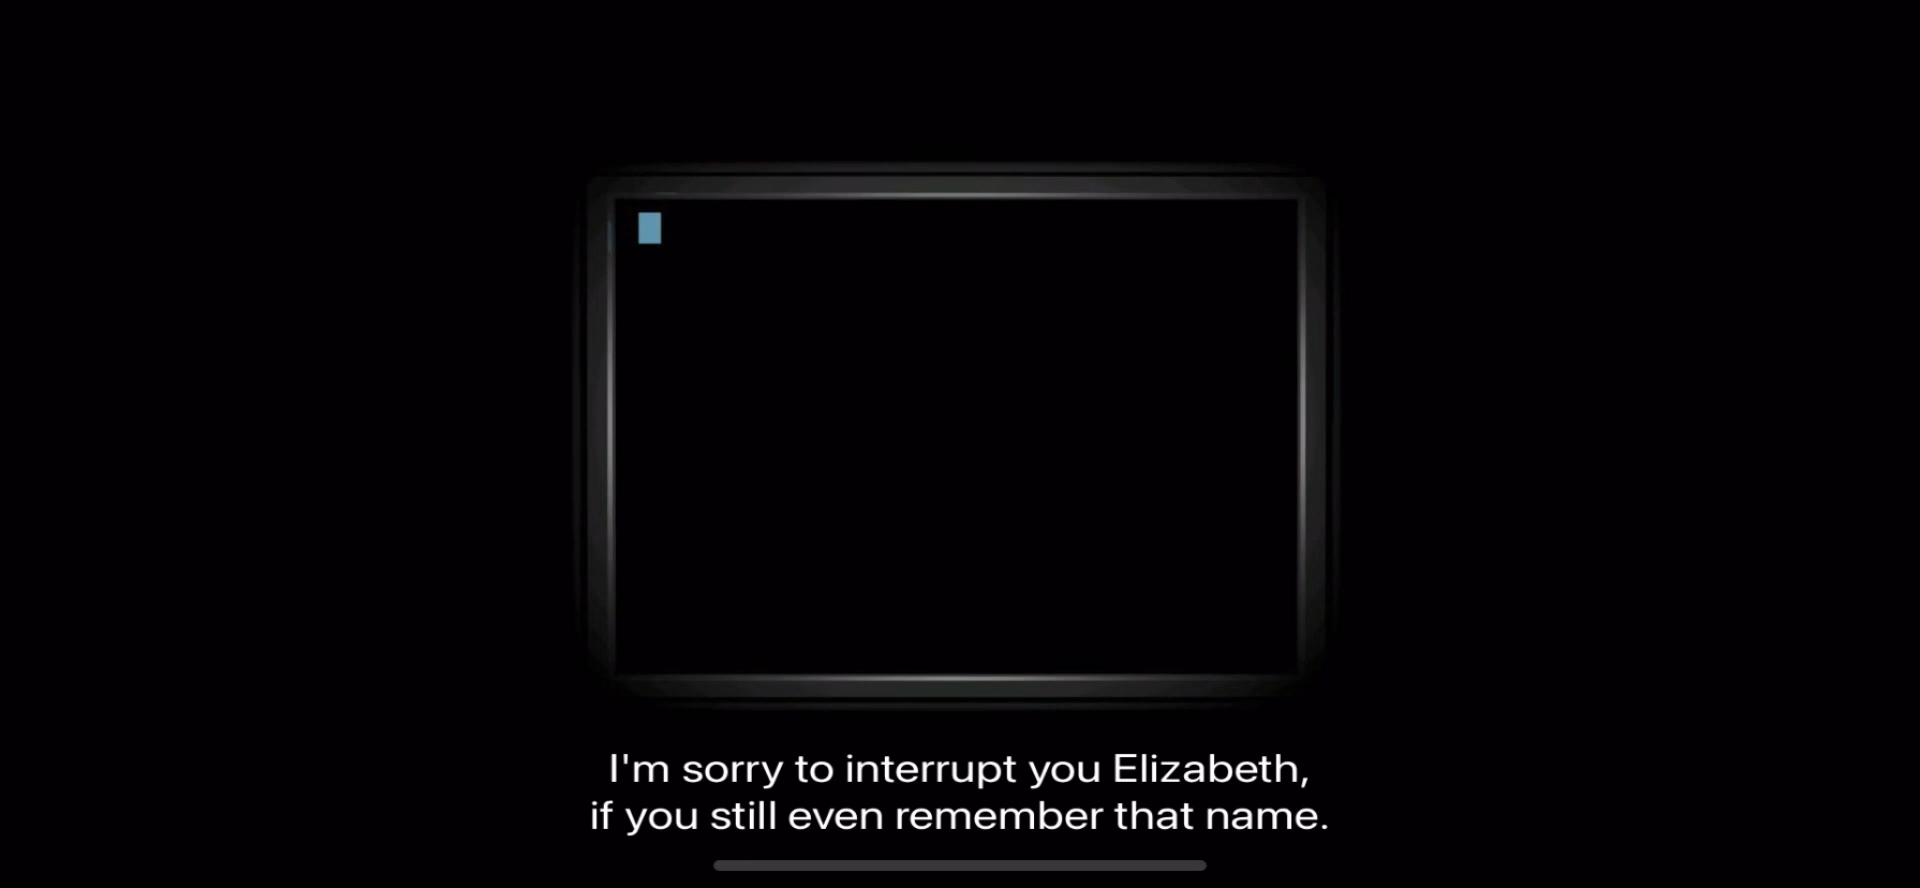 I'm sorry to interrupt you Elizabeth,
if you still even remember that name.